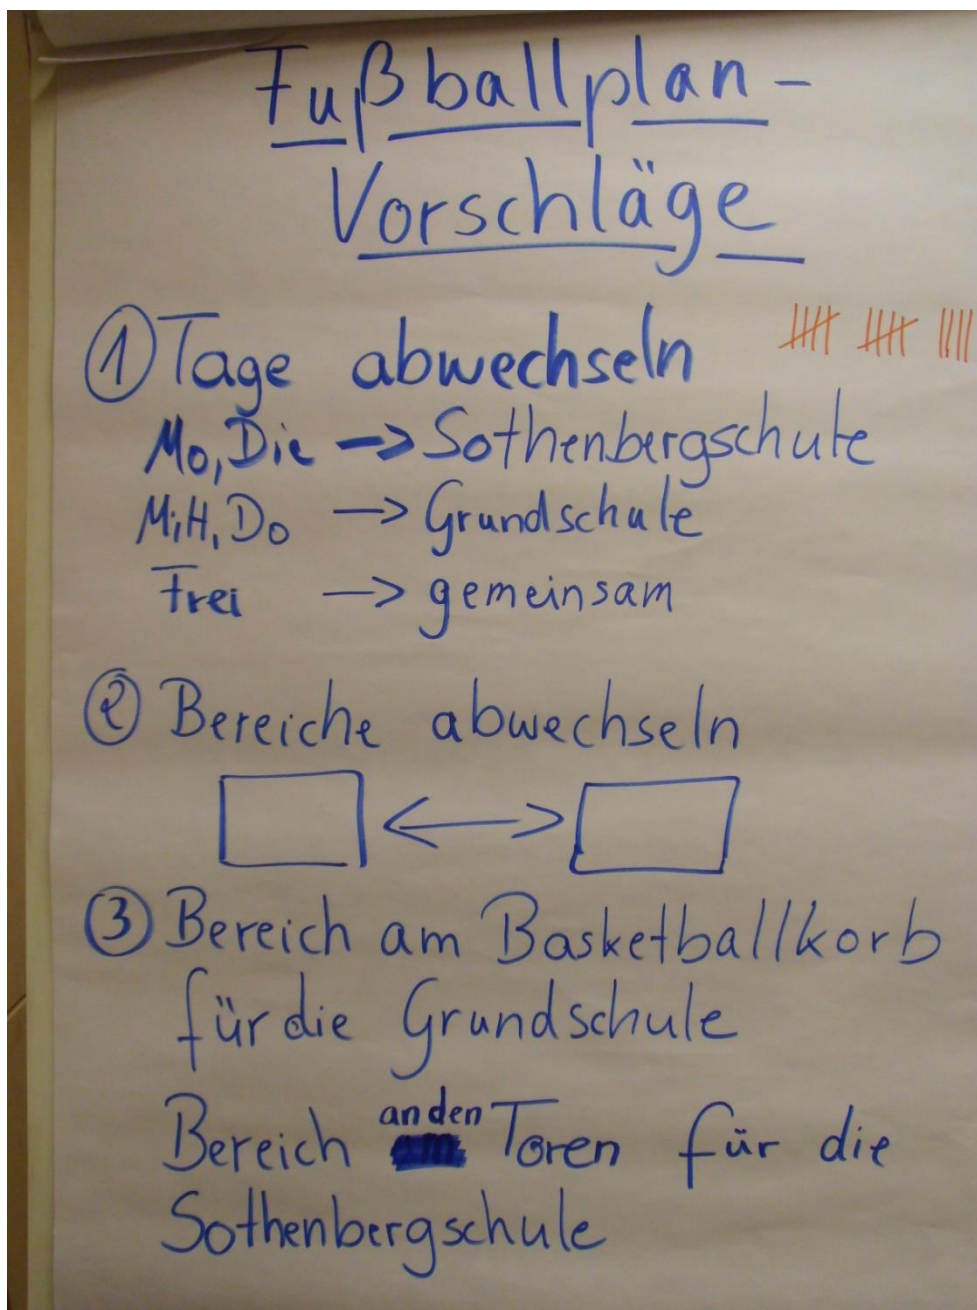 Fußballplan-
Vorschläge
① Tage abwechseln
Mo, Die -> Sothenbergschule
Mitt, Do -> Grundschule
Frei -> gemeinsam
② Bereiche abwechseln
③ Bereich am Basketballkorb
für die Grundschule
Bereich an den Toren für die
Sothenbergschule